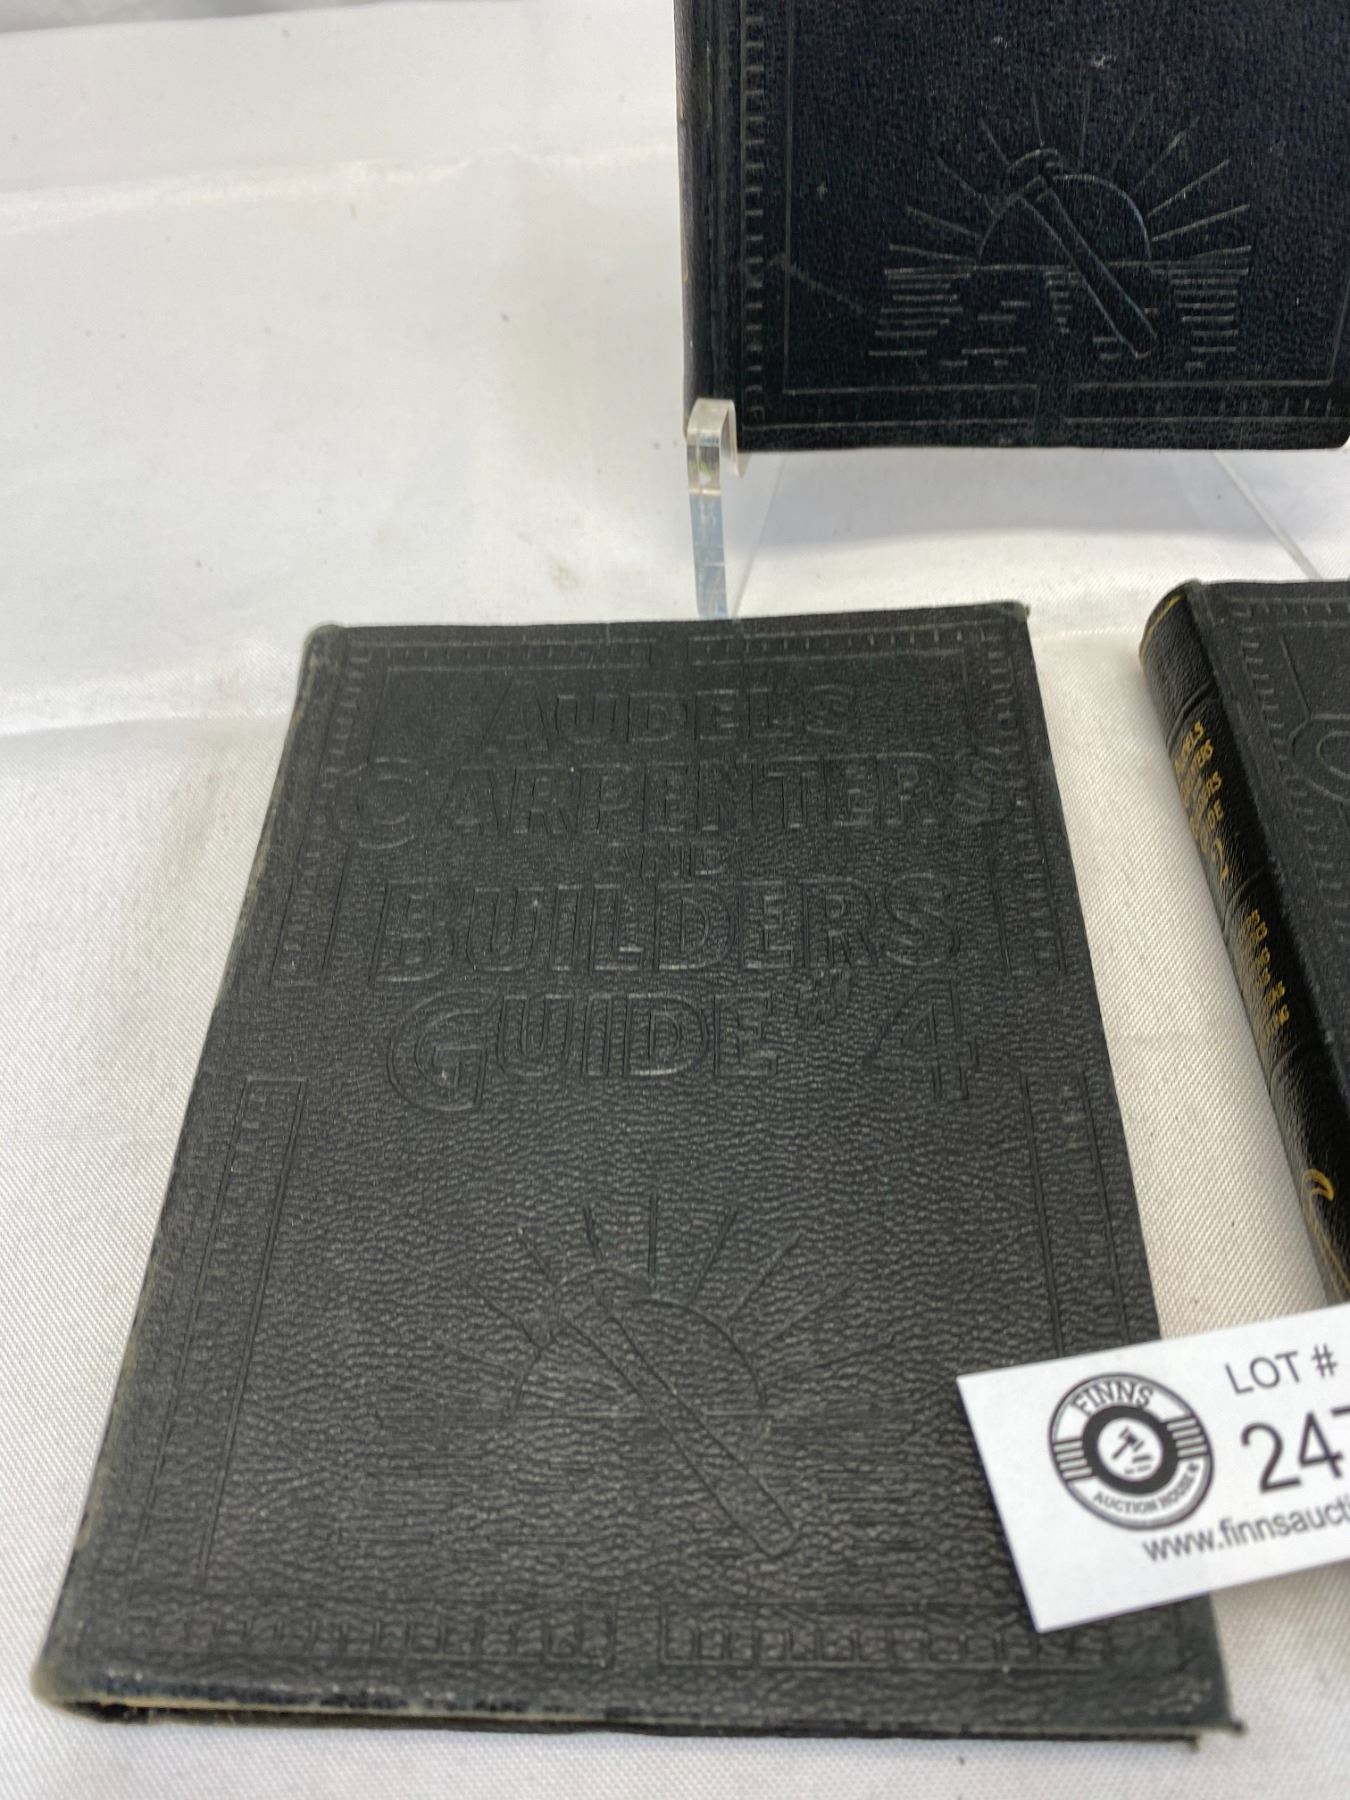 AUDELS
CARPENTERS
AND
BUILDERS
GUIDE #4
LOT #
247
FINNS
AUCTION HOUSE
www.finnsaucti